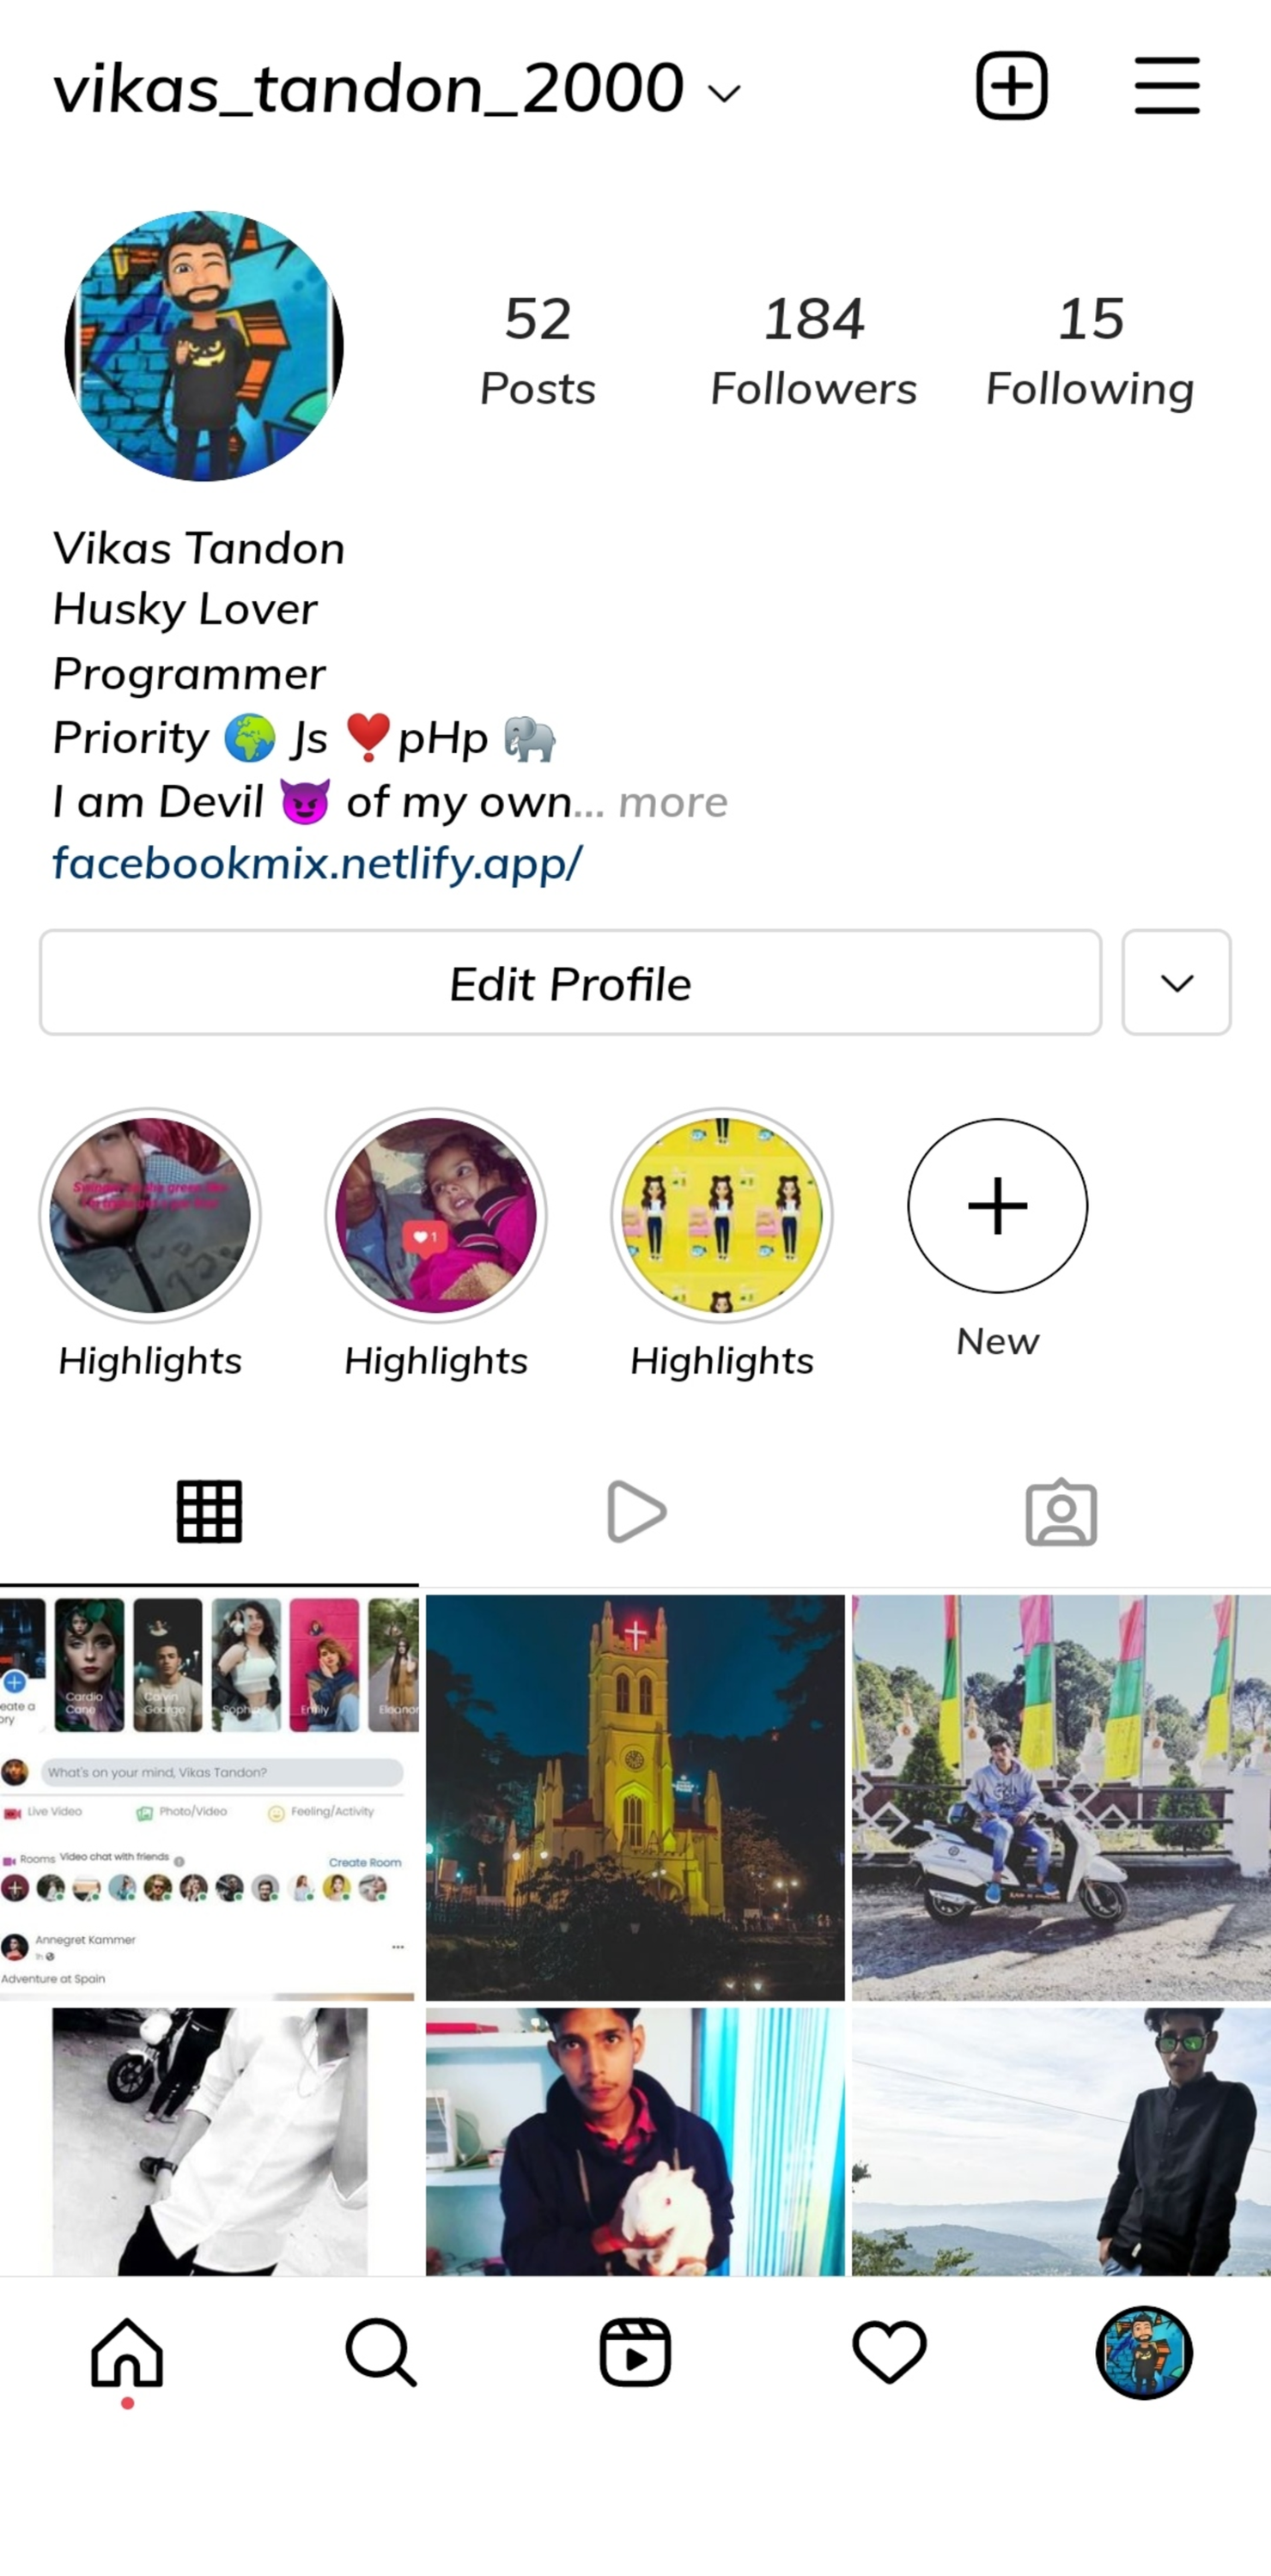 vikas_tandon_2000
52 184 15
Posts Followers Following
Vikas Tandon
Husky Lover
Programmer
Priority 🌍 Js ❣️pHp 🐘
I am Devil 😈 of my own... more
facebookmix.netlify.app/
Edit Profile
1
Highlights Highlights Highlights New
Cardio
Cane
Calvin
George
Sophia
Emily
Eleanor
eate a
ory
What's on your mind, Vikas Tandon?
Live Video Photo/Video Feeling/Activity
Rooms Video chat with friends
Create Room
Annegret Kammer
1h
Adventure at Spain